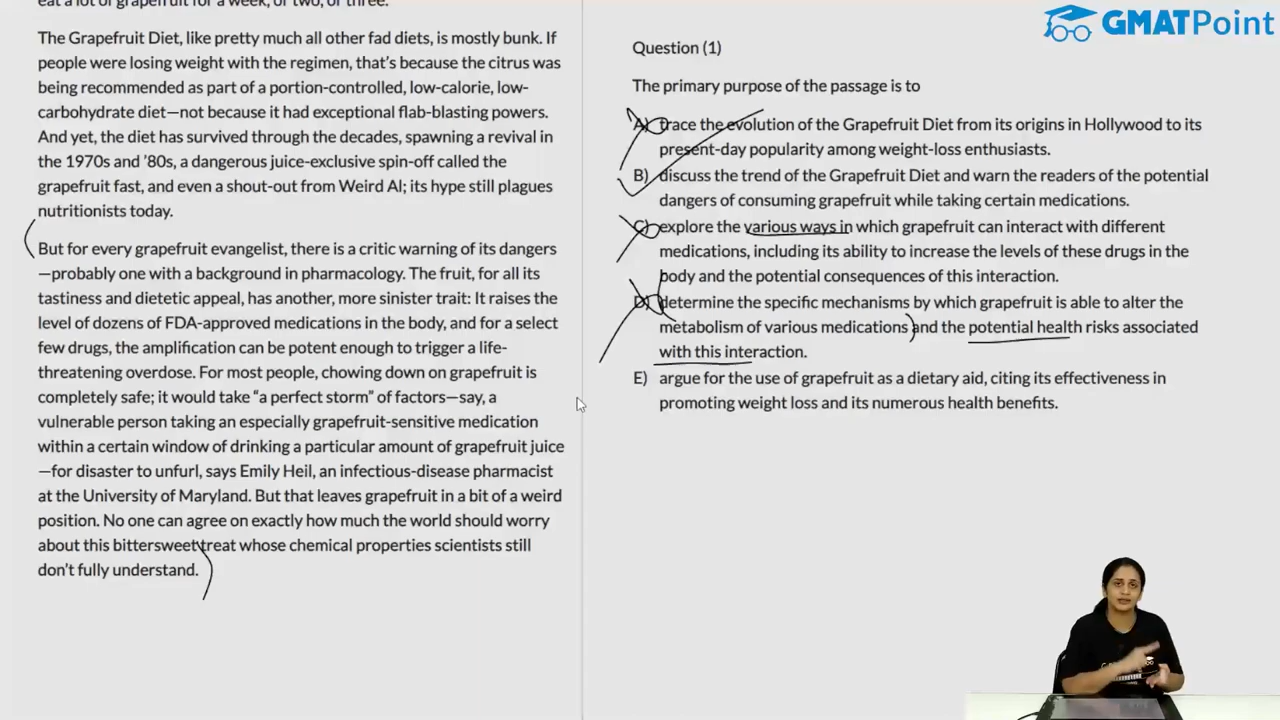 eat a lot of grapefruit for a week, or two, or three.
The Grapefruit Diet, like pretty much all other fad diets, is mostly bunk. If
people were losing weight with the regimen, that's because the citrus was
being recommended as part of a portion-controlled, low-calorie, low-
carbohydrate diet—not because it had exceptional flab-blasting powers.
And yet, the diet has survived through the decades, spawning a revival in
the 1970s and '80s, a dangerous juice-exclusive spin-off called the
grapefruit fast, and even a shout-out from Weird Al; its hype still plagues
nutritionists today.
But for every grapefruit evangelist, there is a critic warning of its dangers
—probably one with a background in pharmacology. The fruit, for all its
tastiness and dietetic appeal, has another, more sinister trait: It raises the
level of dozens of FDA-approved medications in the body, and for a select
few drugs, the amplification can be potent enough to trigger a life-
threatening overdose. For most people, chowing down on grapefruit is
completely safe; it would take “a perfect storm” of factors—say, a
vulnerable person taking an especially grapefruit-sensitive medication
within a certain window of drinking a particular amount of grapefruit juice
—for disaster to unfurl, says Emily Heil, an infectious-disease pharmacist
at the University of Maryland. But that leaves grapefruit in a bit of a weird
position. No one can agree on exactly how much the world should worry
about this bittersweet treat whose chemical properties scientists still
don't fully understand.
GMATPoint
Question (1)
The primary purpose of the passage is to
A) trace the evolution of the Grapefruit Diet from its origins in Hollywood to its
present-day popularity among weight-loss enthusiasts.
B) discuss the trend of the Grapefruit Diet and warn the readers of the potential
dangers of consuming grapefruit while taking certain medications.
C) explore the various ways in which grapefruit can interact with different
medications, including its ability to increase the levels of these drugs in the
body and the potential consequences of this interaction.
D) determine the specific mechanisms by which grapefruit is able to alter the
metabolism of various medications and the potential health risks associated
with this interaction.
E) argue for the use of grapefruit as a dietary aid, citing its effectiveness in
promoting weight loss and its numerous health benefits.